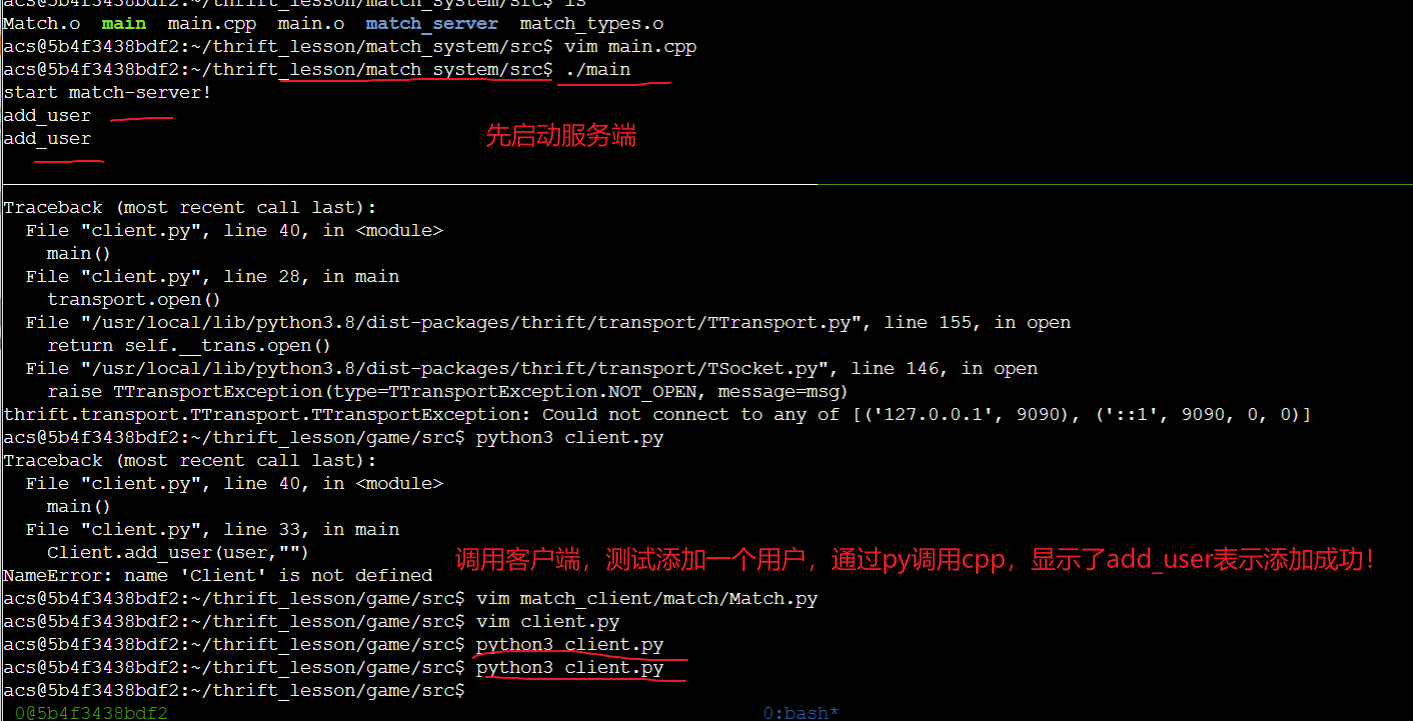 Match.o  main  main.cpp  main.o  match_server  match_types.o
acs@5b4f3438bdf2:~/thrift_lesson/match_system/src$ vim main.cpp
acs@5b4f3438bdf2:~/thrift_lesson/match_system/src$ ./main
start match-server!
add_user
add_user
先启动服务端
Traceback (most recent call last):
  File "client.py", line 40, in <module>
    main()
  File "client.py", line 28, in main
    transport.open()
  File "/usr/local/lib/python3.8/dist-packages/thrift/transport/TTransport.py", line 155, in open
    return self.__trans.open()
  File "/usr/local/lib/python3.8/dist-packages/thrift/transport/TSocket.py", line 146, in open
    raise TTransportException(type=TTransportException.NOT_OPEN, message=msg)
thrift.transport.TTransport.TTransportException: Could not connect to any of [('127.0.0.1', 9090), ('::1', 9090, 0, 0)]
acs@5b4f3438bdf2:~/thrift_lesson/game/src$ python3 client.py
Traceback (most recent call last):
  File "client.py", line 40, in <module>
    main()
  File "client.py", line 33, in main
    Client.add_user(user,"")
调用客户端，测试添加一个用户，通过py调用cpp，显示了add_user表示添加成功！
NameError: name 'Client' is not defined
acs@5b4f3438bdf2:~/thrift_lesson/game/src$ vim match_client/match/Match.py
acs@5b4f3438bdf2:~/thrift_lesson/game/src$ vim client.py
acs@5b4f3438bdf2:~/thrift_lesson/game/src$ python3 client.py
acs@5b4f3438bdf2:~/thrift_lesson/game/src$ python3 client.py
acs@5b4f3438bdf2:~/thrift_lesson/game/src$
0@5b4f3438bdf2 0:bash*